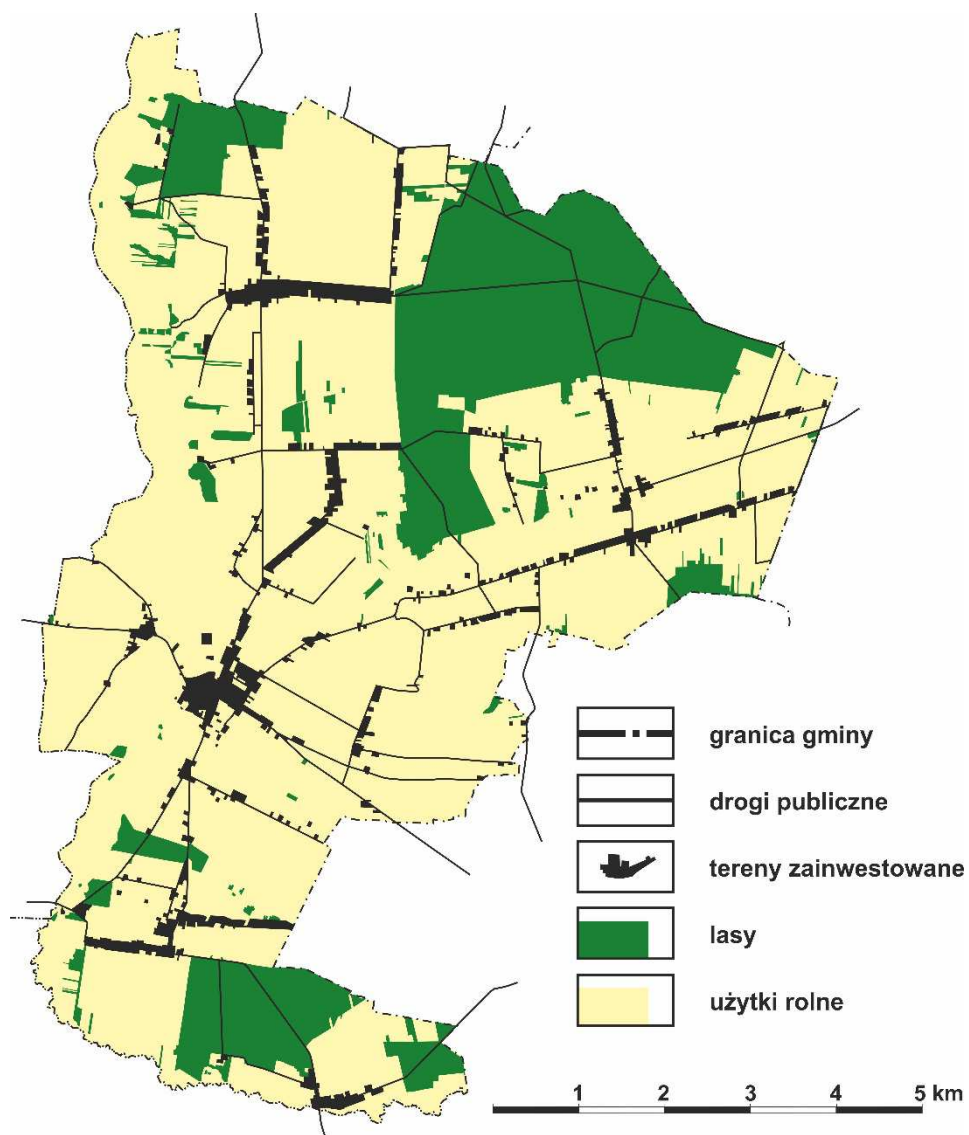 granica gminy
drogi publiczne
tereny zainwestowane
lasy
użytki rolne
1 2 3 4 5 km